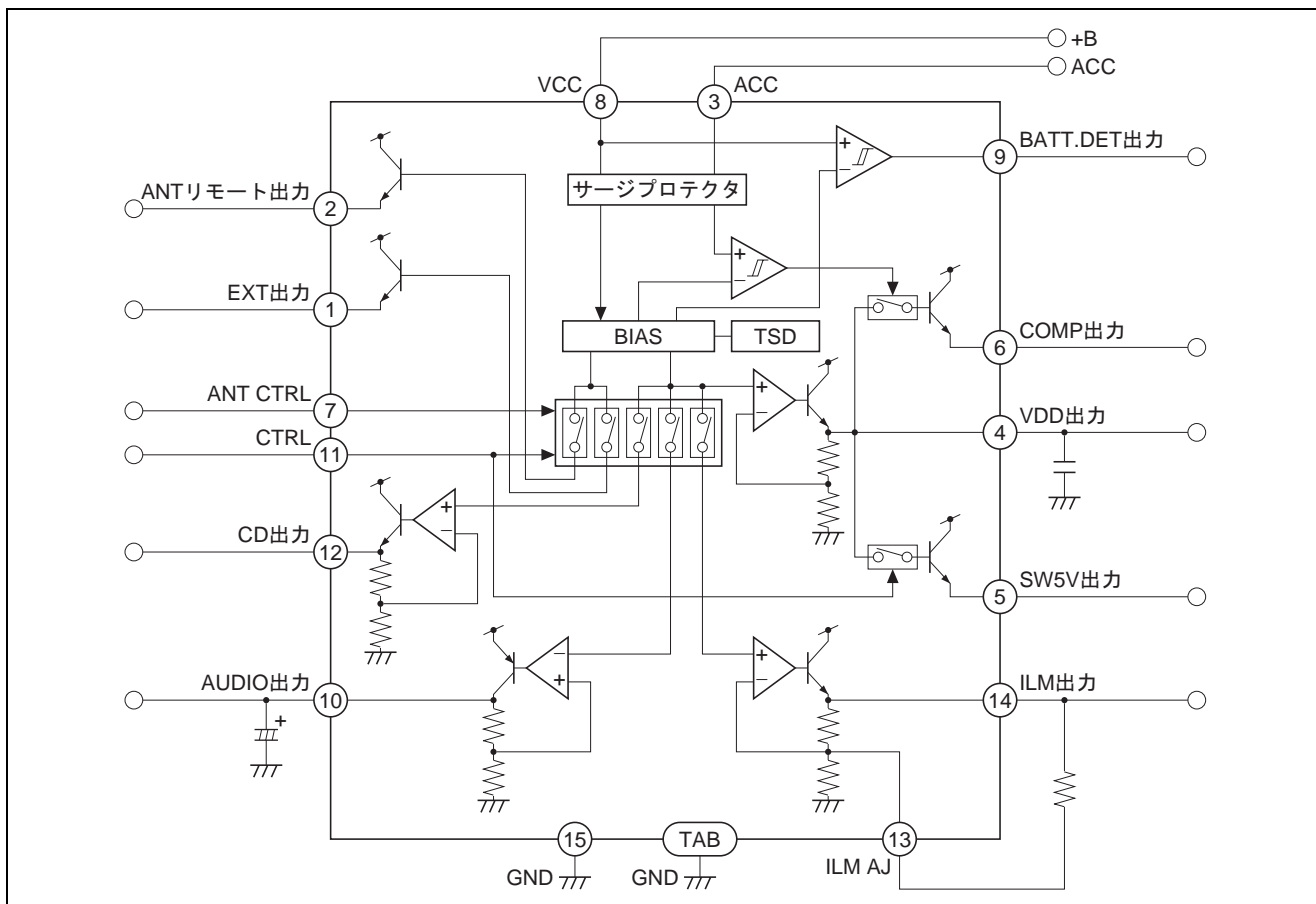 +B
ACC
VCC
8
3
ACC
+
−
9
BATT.DET出力
ANTリモート出力
2
サージプロテクタ
+
−
EXT出力
1
BIAS
TSD
6
COMP出力
ANT CTRL
7
+
−
4
VDD出力
CTRL
11
CD出力
12
+
−
5
SW5V出力
AUDIO出力
10
+
−
+
+
−
14
ILM出力
15
GND
TAB
GND
13
ILM AJ